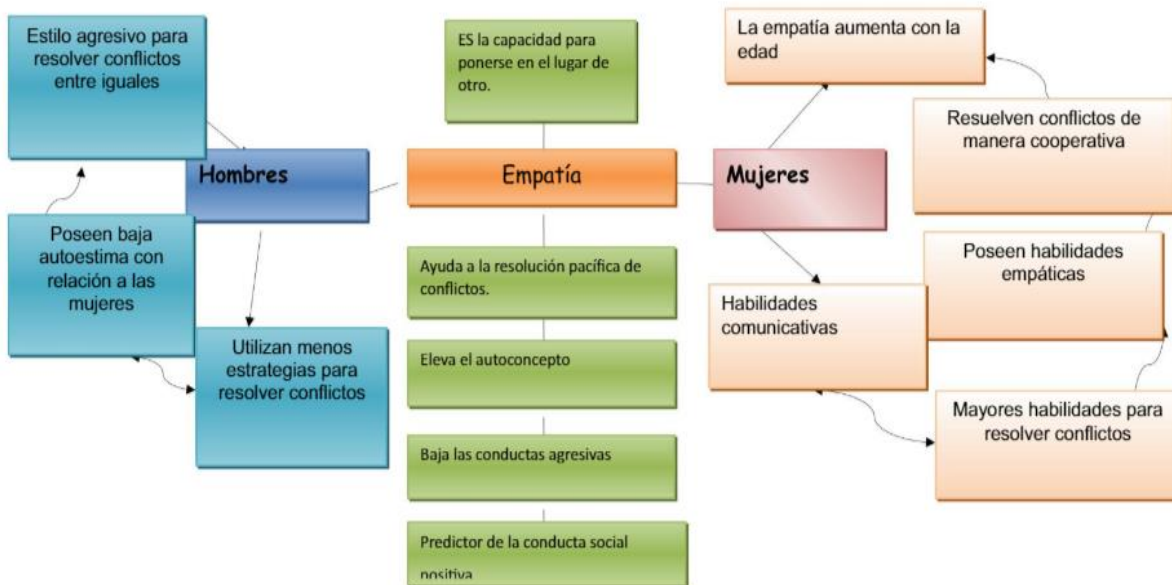 Estilo agresivo para
resolver conflictos
entre iguales
Hombres
Poseen baja
autoestima con
relación a las
mujeres
Utilizan menos
estrategias para
resolver conflictos
ES la capacidad para
ponerse en el lugar de
otro.
Empatía
Ayuda a la resolución pacífica de
conflictos.
Eleva el autoconcepto
Baja las conductas agresivas
Predictor de la conducta social
positiva
La empatía aumenta con la
edad
Mujeres
Resuelven conflictos de
manera cooperativa
Poseen habilidades
empáticas
Habilidades
comunicativas
Mayores habilidades para
resolver conflictos